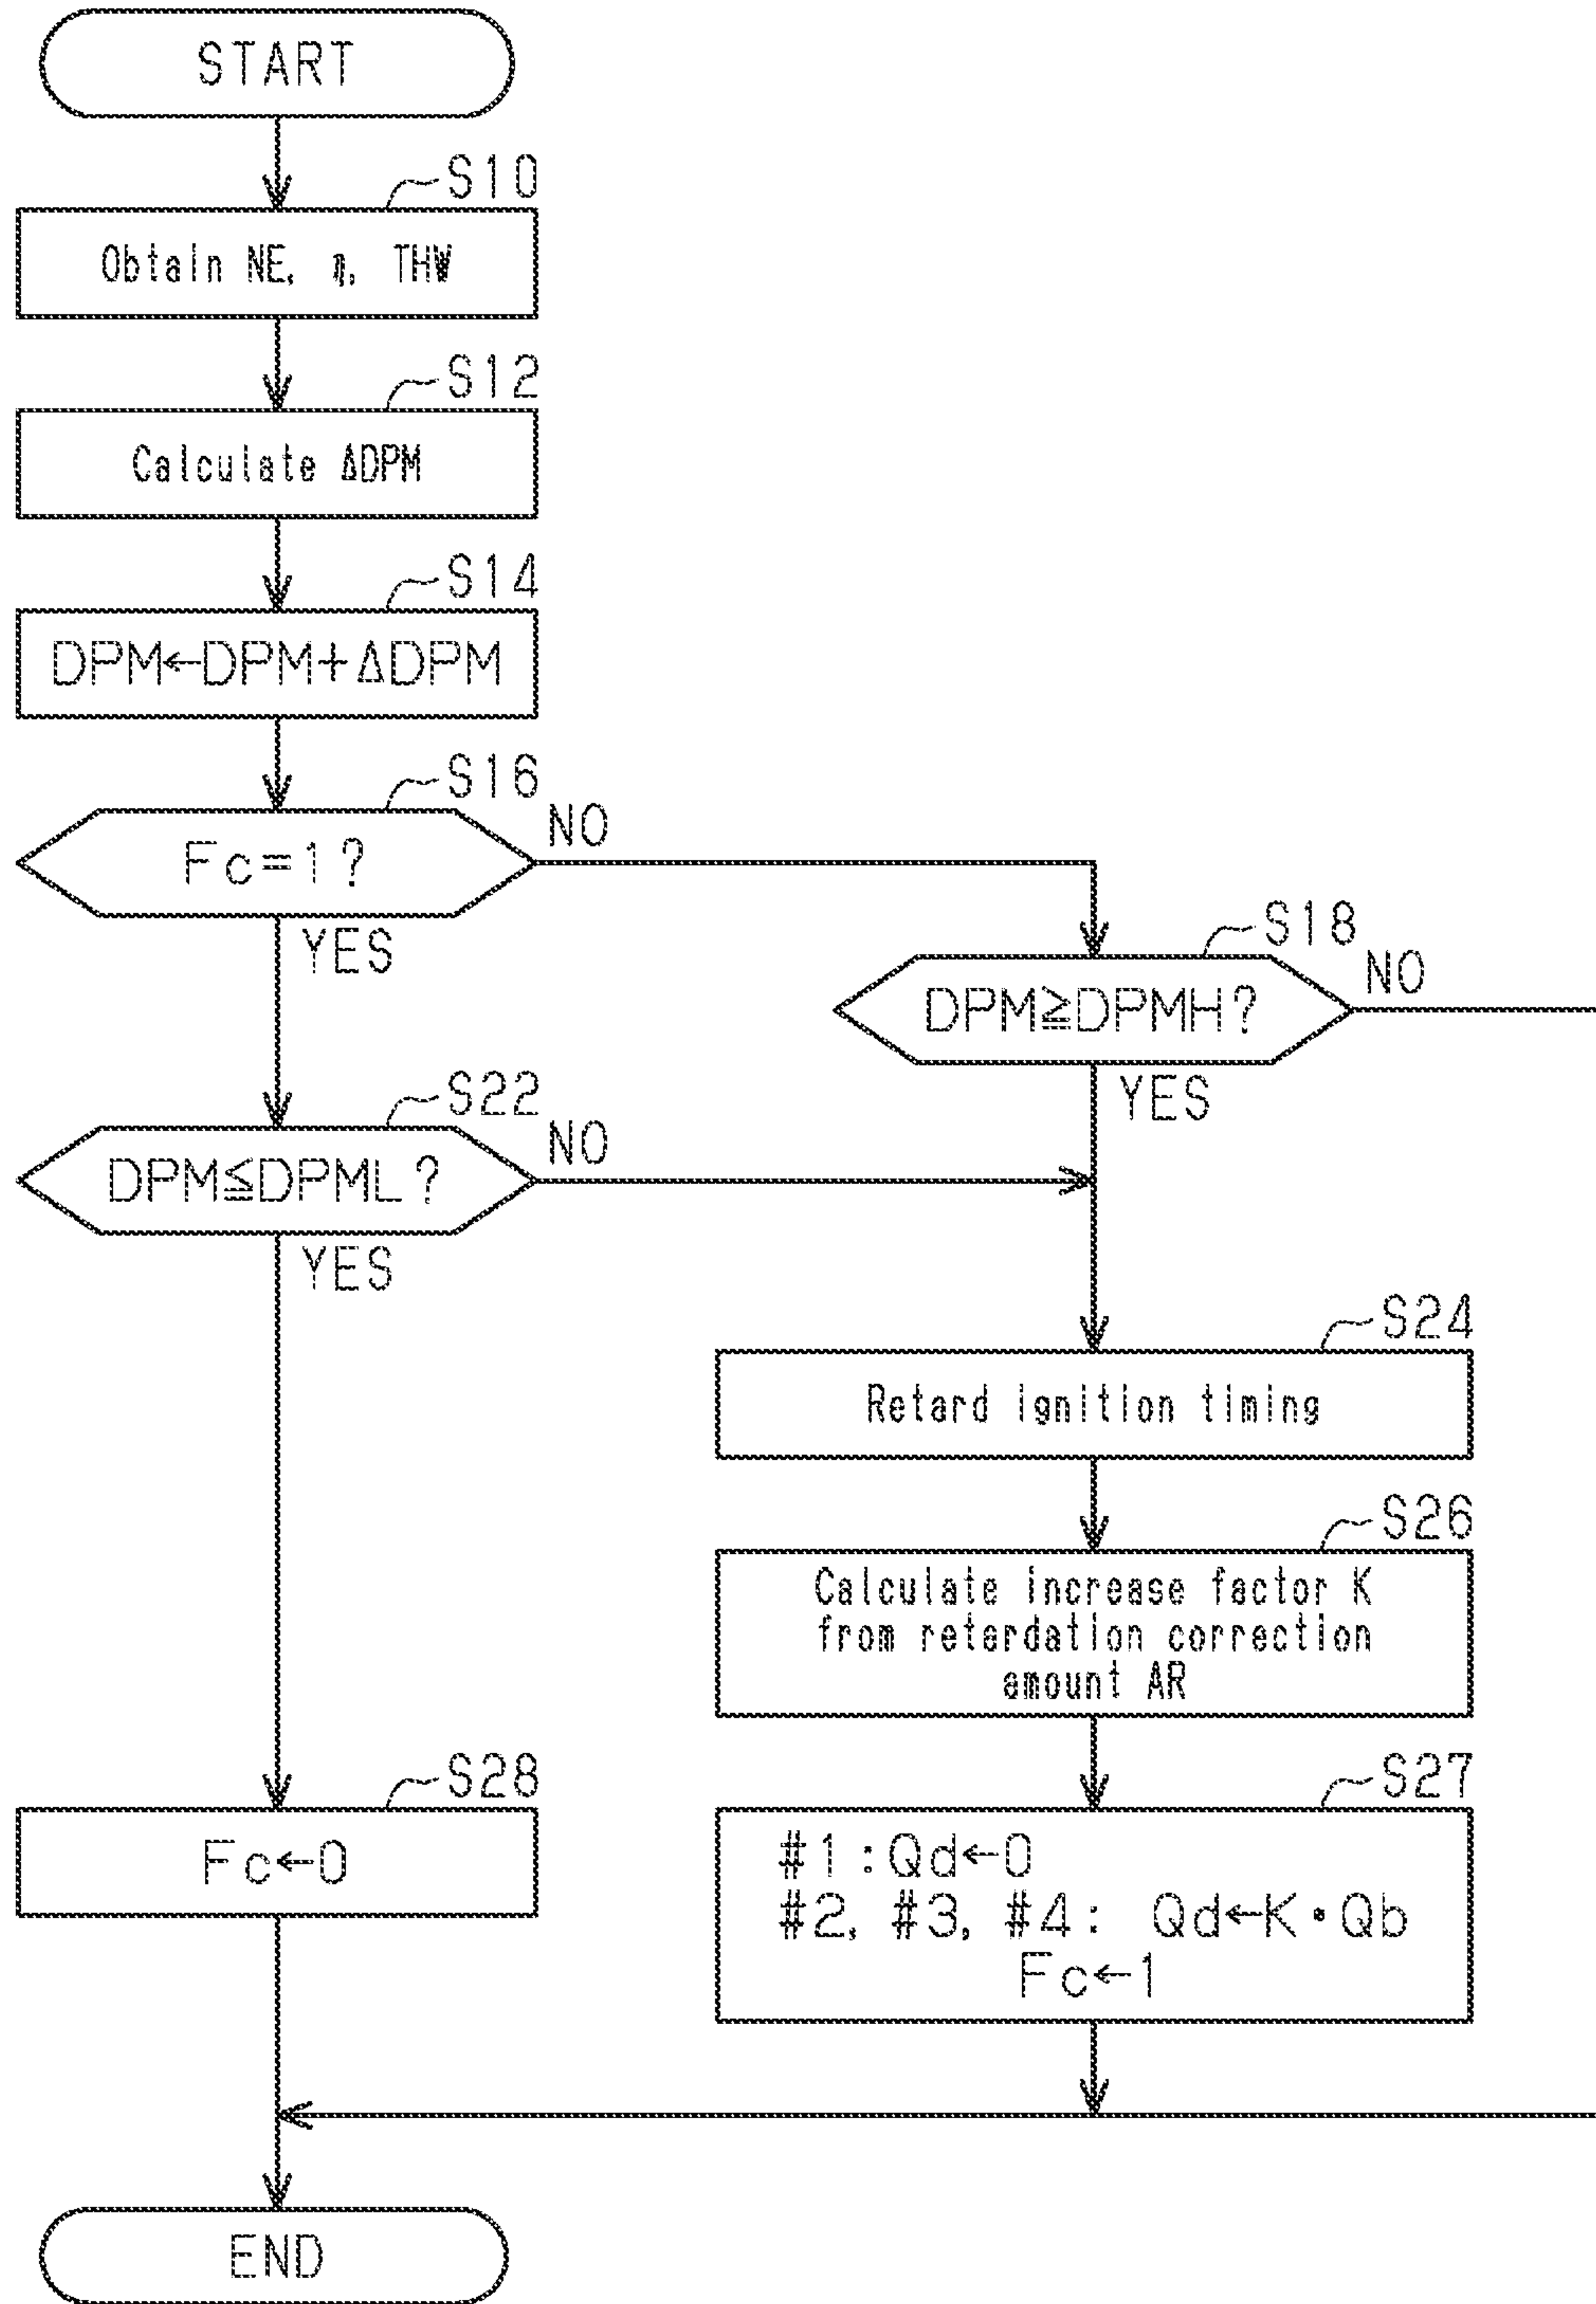 START
S10
Obtain NE, η, THW
S12
Calculate ΔDPM
S14
DPM←DPM+ΔDPM
S16
Fc=1?
NO
YES
S18
DPM≧DPMH?
NO
YES
S22
DPM≦DPML?
NO
YES
S24
Retard ignition timing
S26
Calculate increase factor K
from retardation correction
amount AR
S28
Fc←0
S27
#1:Qd←0
#2, #3, #4: Qd←K・Qb
Fc←1
END